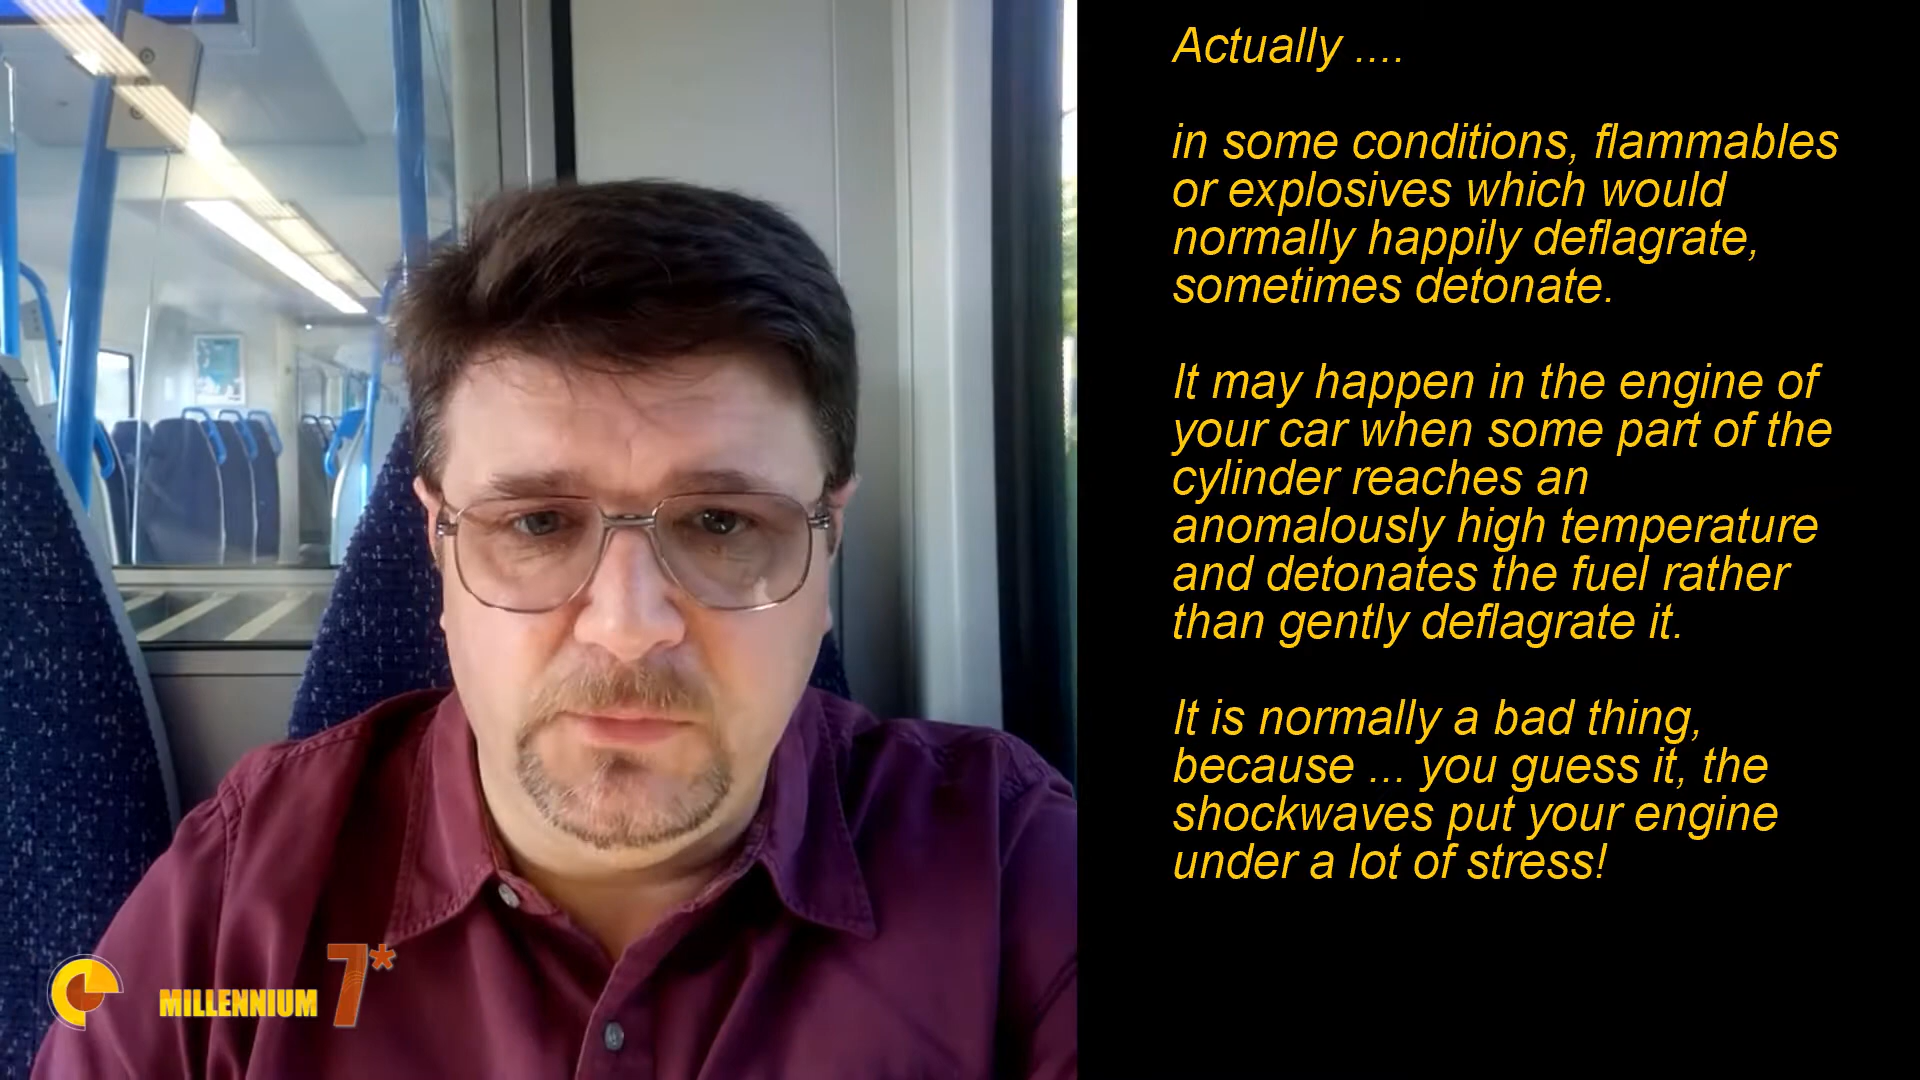 Actually ....
in some conditions, flammables
or explosives which would
normally happily deflagrate,
sometimes detonate.
It may happen in the engine of
your car when some part of the
cylinder reaches an
anomalously high temperature
and detonates the fuel rather
than gently deflagrate it.
It is normally a bad thing,
because ... you guess it, the
shockwaves put your engine
under a lot of stress!
MILLENNIUM 7*